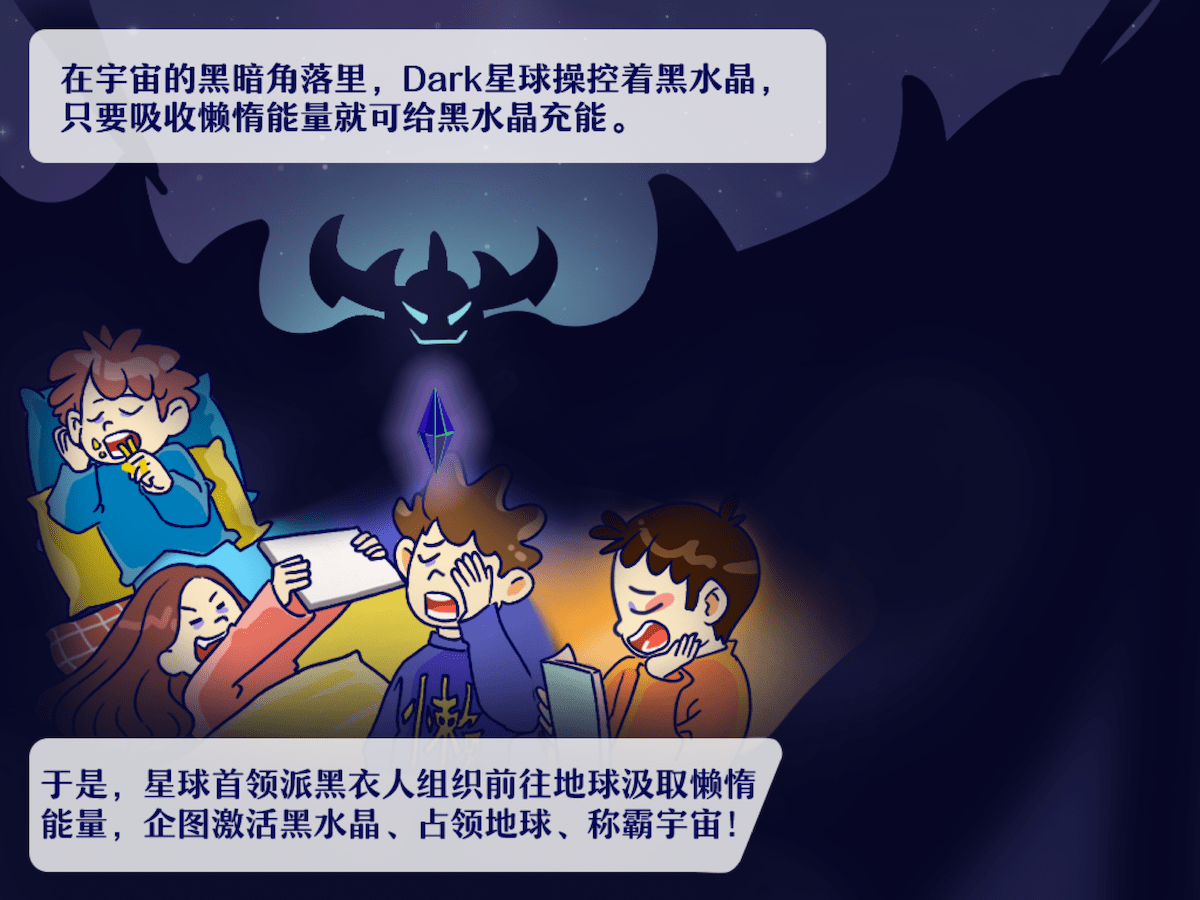 在宇宙的黑暗角落里，Dark星球操控着黑水晶，
只要吸收懒惰能量就可给黑水晶充能。
懒
于是，星球首领派黑衣人组织前往地球汲取懒惰
能量，企图激活黑水晶、占领地球、称霸宇宙！